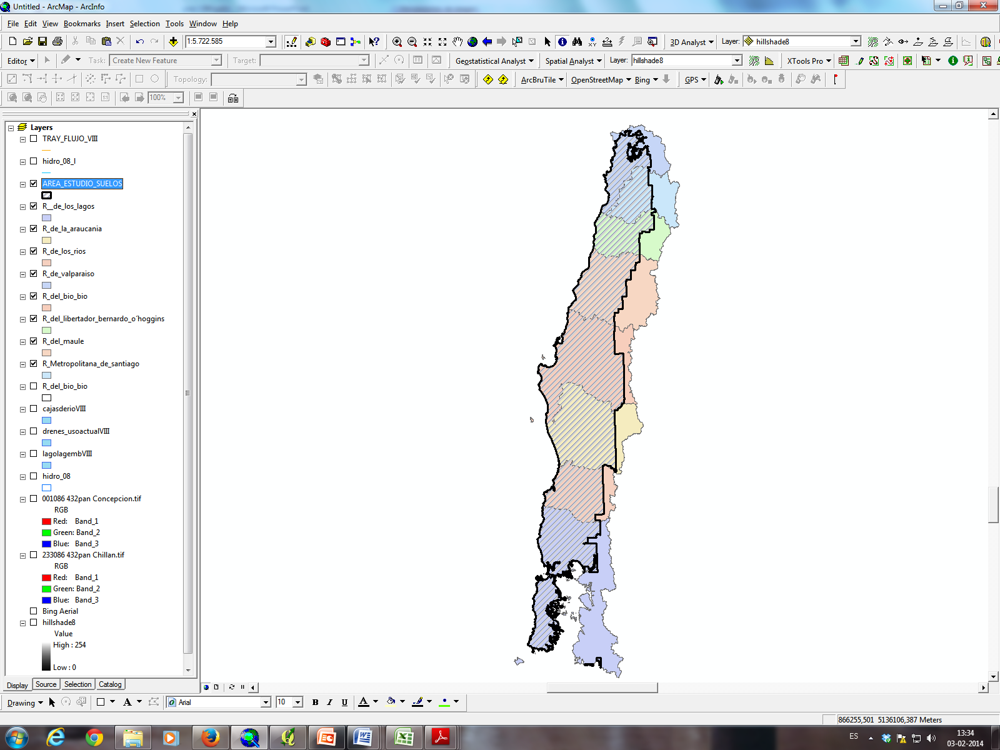 Untitled - ArcMap - ArcInfo
File Edit View Bookmarks Insert Selection Tools Window Help
1:5.722.585 3D Analyst Layer: hillshade8
Editor Task: Create New Feature Target: Geostatistical Analyst Spatial Analyst Layer: hillshade8 XTools Pro
Topology: ArcBruTile OpenStreetMap Bing GPS
100%
Layers
TRAY_FLUJO_VIII
hidro_08_l
AREA_ESTUDIO_SUELOS
R__de_los_lagos
R_de_la_araucania
R_de_los_rios
R_de_valparaiso
R_del_bio_bio
R_del_libertador_bernardo_o´hoggins
R_del_maule
R_Metropolitana_de_santiago
R_del_bio_bio
cajasderioVIII
drenes_usoactualVIII
lagolagembVIII
hidro_08
001086 432pan Concepcion.tif
RGB
Red: Band_1
Green: Band_2
Blue: Band_3
233086 432pan Chillan.tif
RGB
Red: Band_1
Green: Band_2
Blue: Band_3
Bing Aerial
hillshade8
Value
High : 254
Low : 0
Display Source Selection Catalog
Drawing A Arial 10 B I U A
866255,501 5136106,387 Meters
ES 13:34
03-02-2014